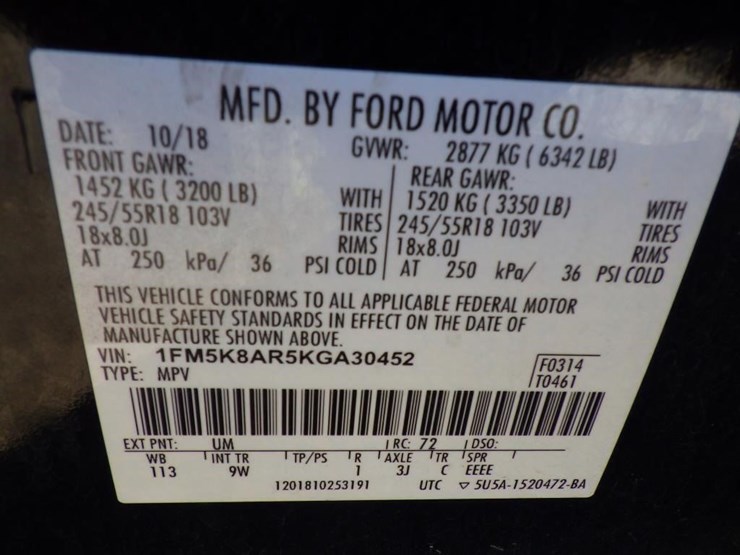 MFD. BY FORD MOTOR CO.
DATE: 10/18 GVWR: 2877 KG ( 6342 LB)
FRONT GAWR: REAR GAWR:
1452 KG ( 3200 LB) WITH 1520 KG ( 3350 LB) WITH
245/55R18 103V TIRES 245/55R18 103V TIRES
18x8.0J RIMS 18x8.0J RIMS
AT 250 kPa/ 36 PSI COLD AT 250 kPa/ 36 PSI COLD
THIS VEHICLE CONFORMS TO ALL APPLICABLE FEDERAL MOTOR
VEHICLE SAFETY STANDARDS IN EFFECT ON THE DATE OF
MANUFACTURE SHOWN ABOVE.
VIN: 1FM5K8AR5KGA30452 F0314
TYPE: MPV T0461
EXT PNT: UM RC: 72 DSO:
WB INT TR TP/PS R AXLE TR SPR
113 9W 1 3J C EEEE
1201810253191 UTC ▽ 5U5A-1520472-BA